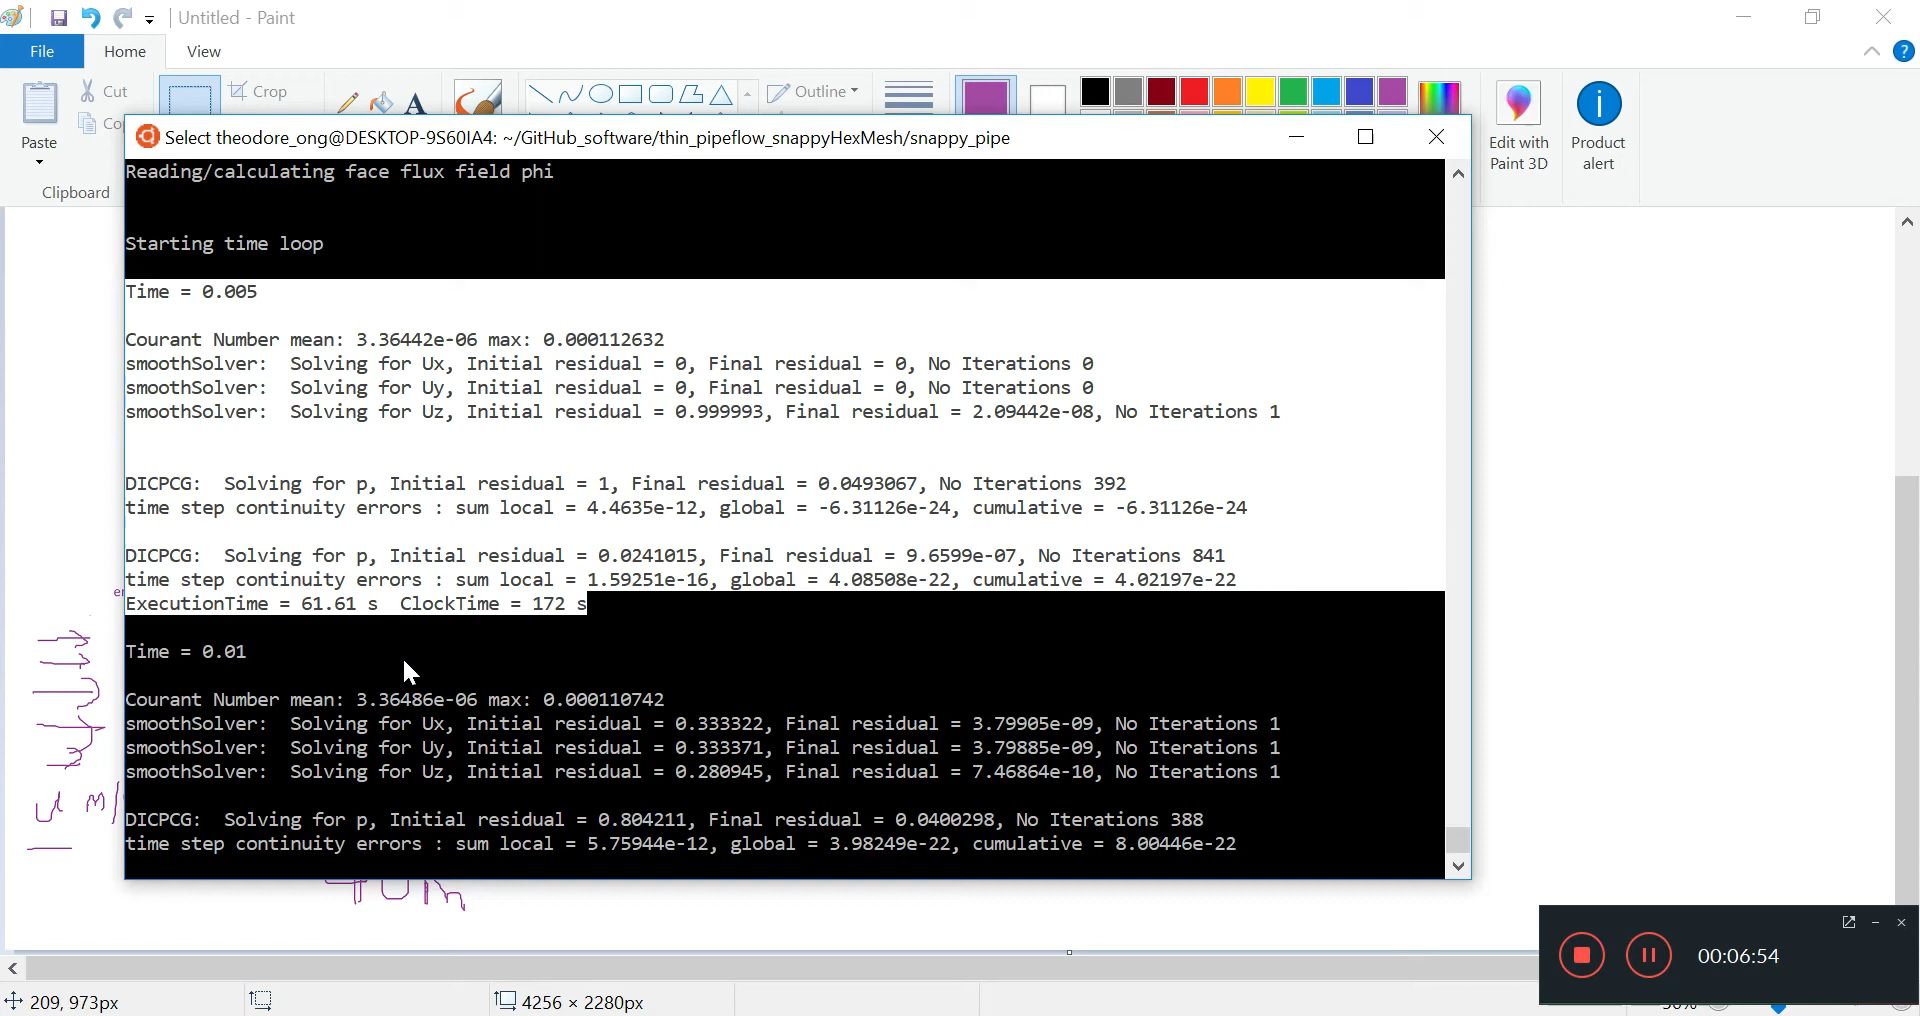 Untitled - Paint
File
Home
View
Paste
Cut
Crop
Outline
Edit with Paint 3D
Product alert
Clipboard
Select theodore_ong@DESKTOP-9S60IA4: ~/GitHub_software/thin_pipeflow_snappyHexMesh/snappy_pipe
Reading/calculating face flux field phi
Starting time loop
Time = 0.005
Courant Number mean: 3.36442e-06 max: 0.000112632
smoothSolver:  Solving for Ux, Initial residual = 0, Final residual = 0, No Iterations 0
smoothSolver:  Solving for Uy, Initial residual = 0, Final residual = 0, No Iterations 0
smoothSolver:  Solving for Uz, Initial residual = 0.999993, Final residual = 2.09442e-08, No Iterations 1
DICPCG:  Solving for p, Initial residual = 1, Final residual = 0.0493067, No Iterations 392
time step continuity errors : sum local = 4.4635e-12, global = -6.31126e-24, cumulative = -6.31126e-24
DICPCG:  Solving for p, Initial residual = 0.0241015, Final residual = 9.6599e-07, No Iterations 841
time step continuity errors : sum local = 1.59251e-16, global = 4.08508e-22, cumulative = 4.02197e-22
ExecutionTime = 61.61 s  ClockTime = 172 s
Time = 0.01
Courant Number mean: 3.36486e-06 max: 0.000110742
smoothSolver:  Solving for Ux, Initial residual = 0.333322, Final residual = 3.79905e-09, No Iterations 1
smoothSolver:  Solving for Uy, Initial residual = 0.333371, Final residual = 3.79885e-09, No Iterations 1
smoothSolver:  Solving for Uz, Initial residual = 0.280945, Final residual = 7.46864e-10, No Iterations 1
DICPCG:  Solving for p, Initial residual = 0.804211, Final residual = 0.0400298, No Iterations 388
time step continuity errors : sum local = 5.75944e-12, global = 3.98249e-22, cumulative = 8.00446e-22
u m/
00:06:54
209, 973px
4256 × 2280px